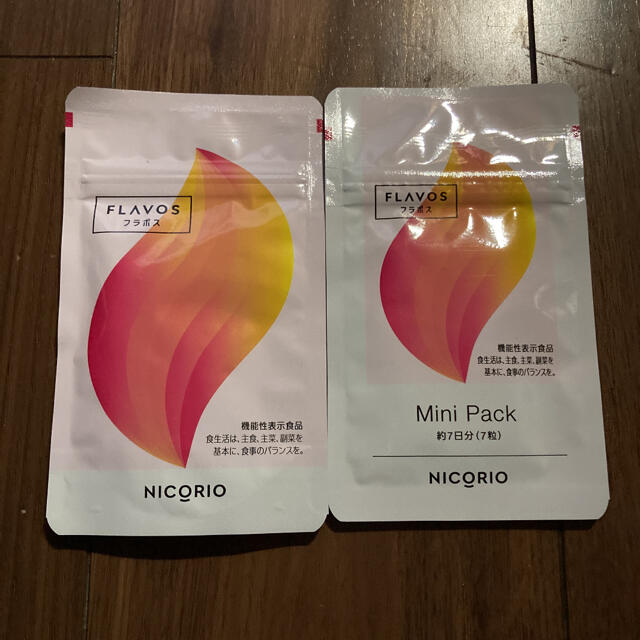 FLAVOS
フラボス
機能性表示食品
食生活は、主食、主菜、副菜を
基本に、食事のバランスを。
NICORIO
FLAVOS
フラボス
機能性表示食品
食生活は、主食、主菜、副菜を
基本に、食事のバランスを。
Mini Pack
約7日分(7粒)
NICORIO